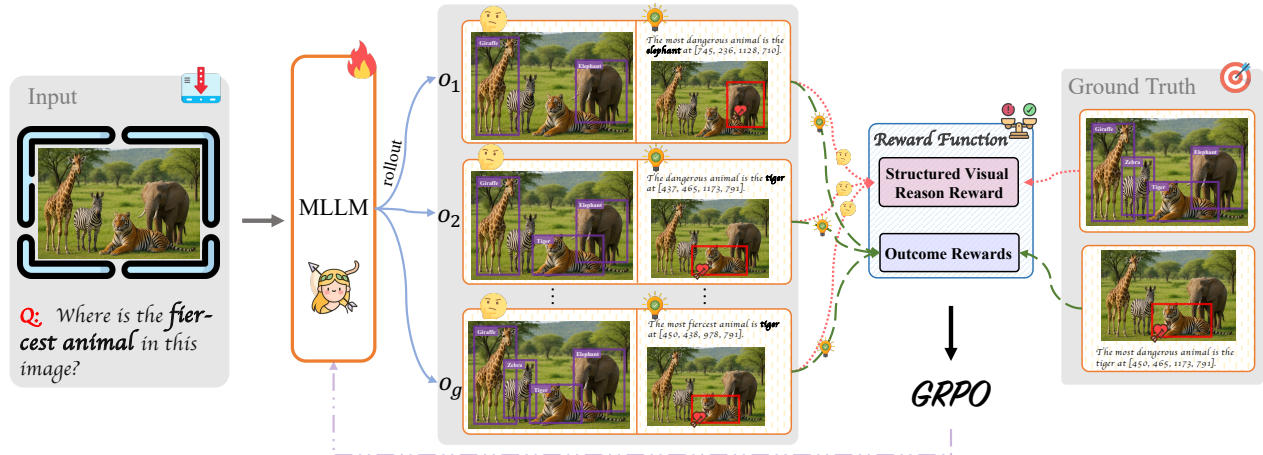 Input
Q: Where is the fier-
cest animal in this
image?
MLLM
rollout
o1
Giraffe
Elephant
The most dangerous animal is the
elephant at [745, 236, 1128, 710].
o2
Giraffe
Elephant
Tiger
The dangerous animal is the tiger
at [437, 465, 1173, 791].
⋮ ⋮
og
Giraffe
Elephant
Zebra
Tiger
The most fiercest animal is tiger
at [450, 438, 978, 791].
Reward Function
Structured Visual
Reason Reward
Outcome Rewards
GRPO
Ground Truth
Giraffe
Elephant
Zebra
Tiger
The most dangerous animal is the
tiger at [450, 465, 1173, 791].